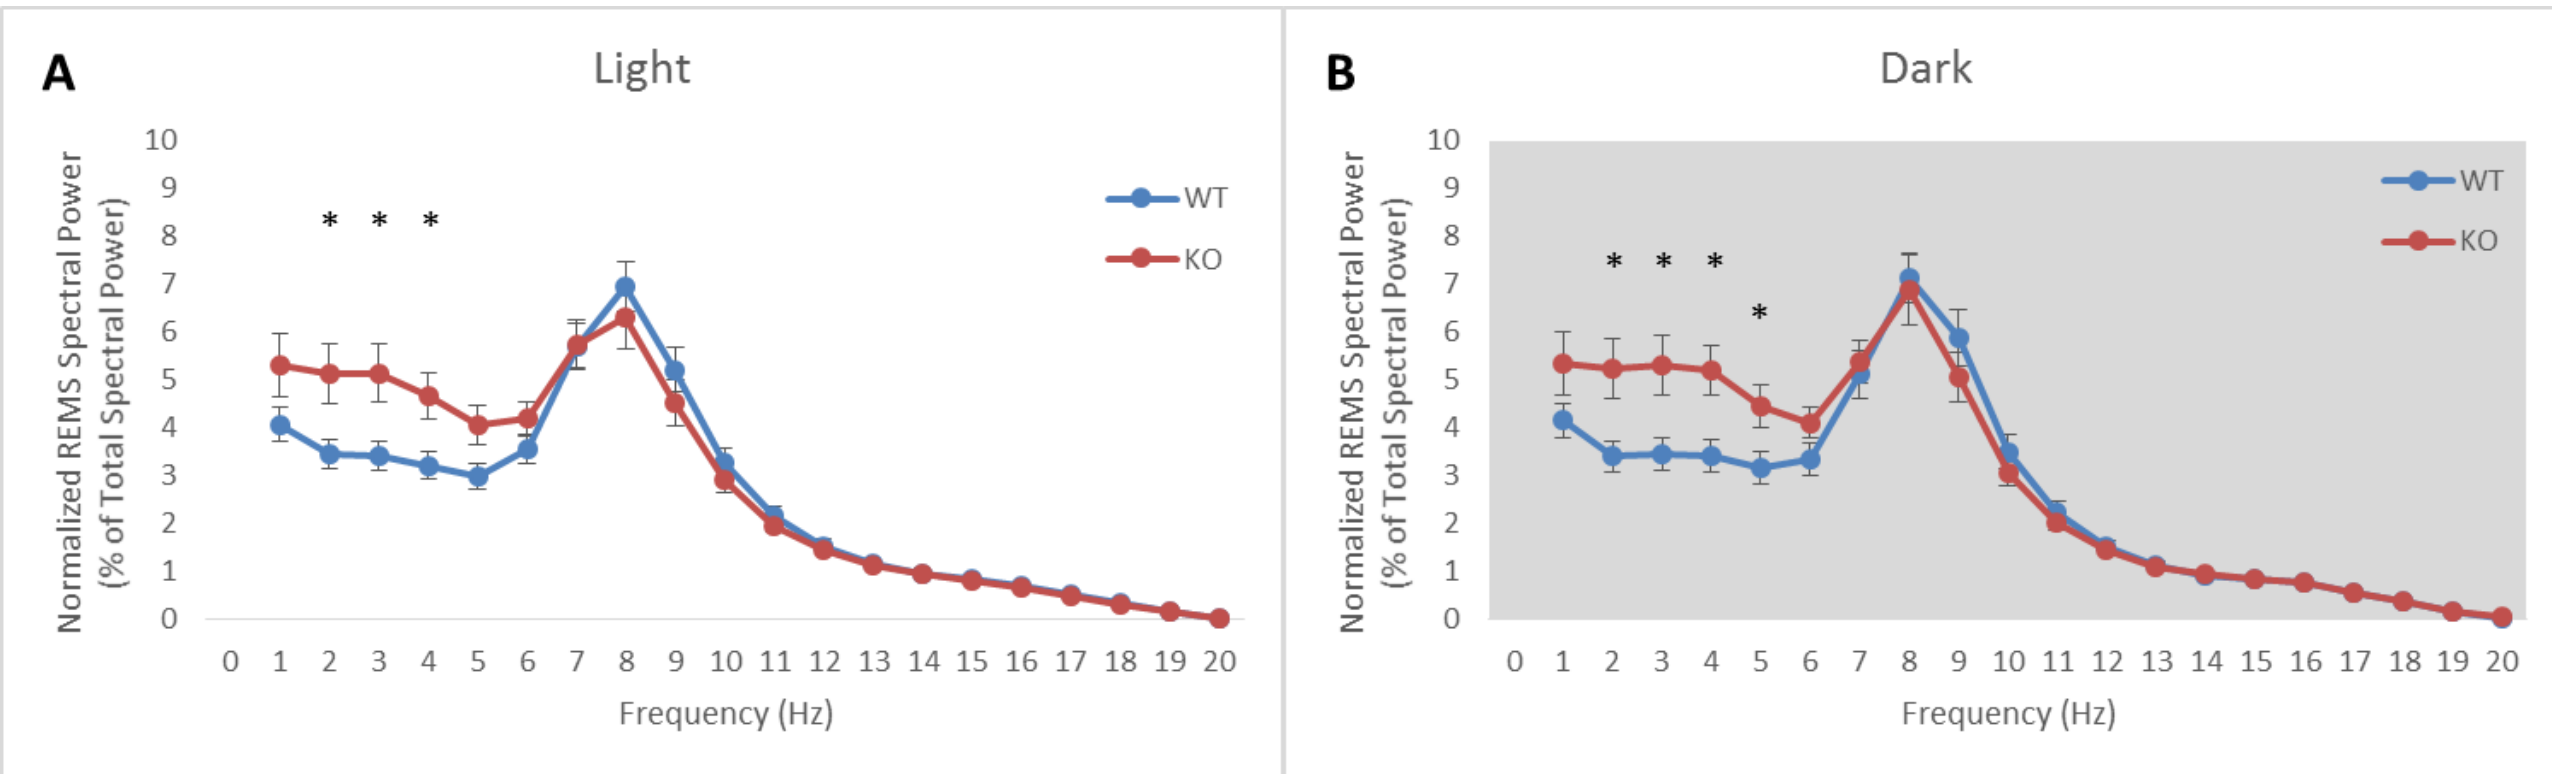 A
Light
Normalized REMS Spectral Power
(% of Total Spectral Power)
10
9
8
7
6
5
4
3
2
1
0
* * *
WT
KO
0 1 2 3 4 5 6 7 8 9 10 11 12 13 14 15 16 17 18 19 20
Frequency (Hz)
B
Dark
Normalized REMS Spectral Power
(% of Total Spectral Power)
10
9
8
7
6
5
4
3
2
1
0
* * *
*
WT
KO
0 1 2 3 4 5 6 7 8 9 10 11 12 13 14 15 16 17 18 19 20
Frequency (Hz)